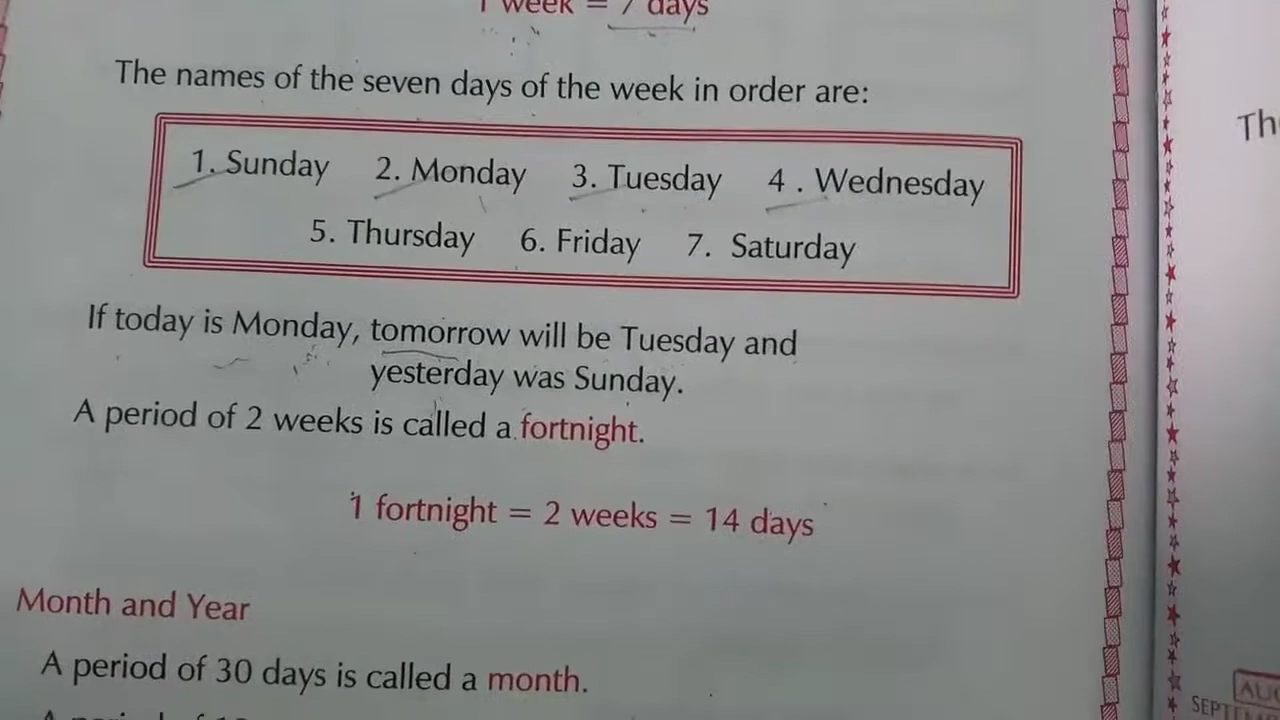 1 week = 7 days
The names of the seven days of the week in order are:
1. Sunday 2. Monday 3. Tuesday 4 . Wednesday
5. Thursday 6. Friday 7. Saturday
If today is Monday, tomorrow will be Tuesday and
yesterday was Sunday.
A period of 2 weeks is called a fortnight.
1 fortnight = 2 weeks = 14 days
Month and Year
A period of 30 days is called a month.